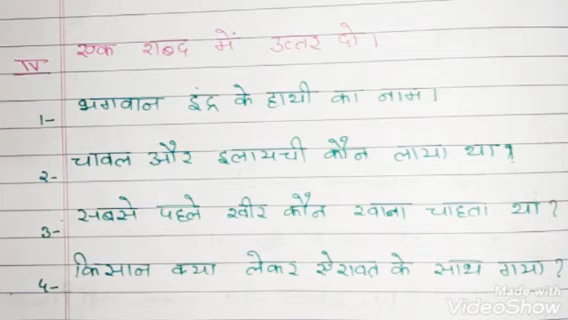 एक शब्द में उत्तर दो।
IV
1- भगवान इंद्र के हाथी का नाम।
2- चावल और इलायची कौन लाया था?
3- सबसे पहले खीर कौन खाना चाहता था?
4- किसान क्या लेकर ऐरावत के साथ गया?
Made with
VideoShow